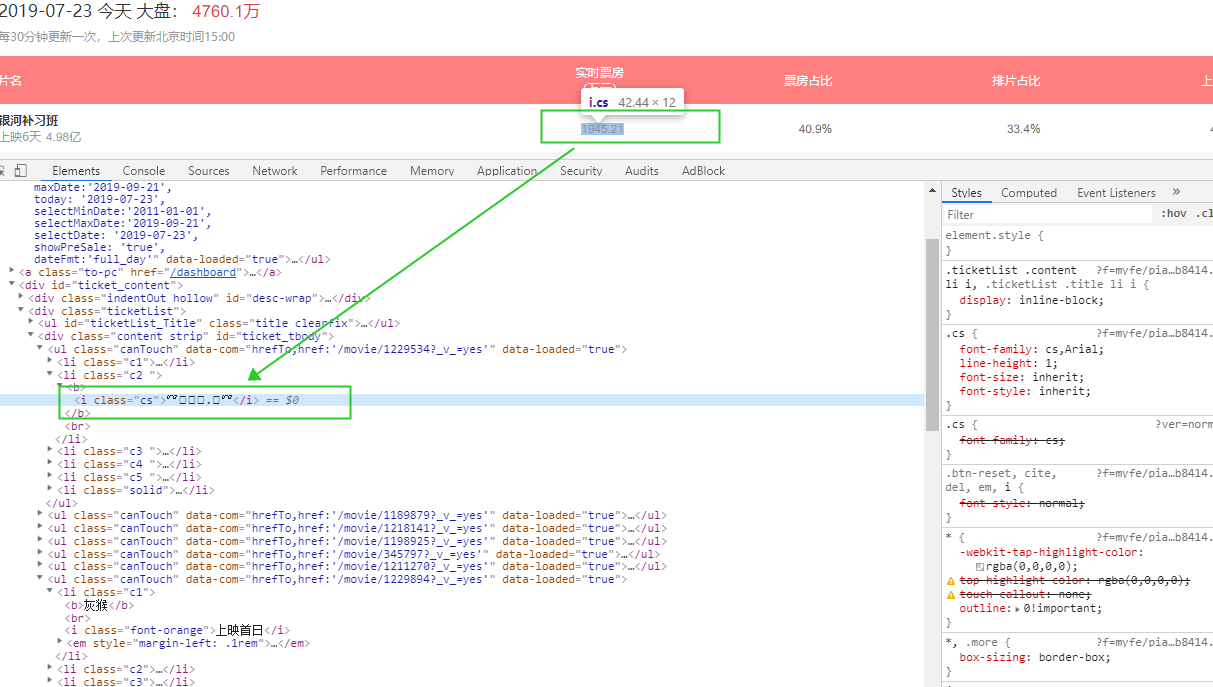 2019-07-23 今天 大盘： 4760.1万
每30分钟更新一次，上次更新北京时间15:00
片名 实时票房 票房占比 排片占比 上
i.cs 42.44 × 12
银河补习班 1945.21 40.9% 33.4%
上映6天 4.98亿
Elements Console Sources Network Performance Memory Application Security Audits AdBlock
maxDate:'2019-09-21',
today: '2019-07-23',
selectMinDate:'2011-01-01',
selectMaxDate:'2019-09-21',
selectDate: '2019-07-23',
showPreSale: 'true',
dateFmt:'full_day'" data-loaded="true">…</ul>
<a class="to-pc" href="/dashboard">…</a>
<div id="ticket_content">
<div class="indentOut hollow" id="desc-wrap">…</div>
<div class="ticketList">
<ul id="ticketList_Title" class="title clearfix">…</ul>
<div class="content strip" id="ticket_tbody">
<ul class="canTouch" data-com="hrefTo,href:'/movie/1229534?_v_=yes'" data-loaded="true">
<li class="c1">…</li>
<li class="c2 ">
<b>
<i class="cs">.</i> == $0
</b>
<br>
</li>
<li class="c3 ">…</li>
<li class="c4 ">…</li>
<li class="c5 ">…</li>
<li class="solid">…</li>
</ul>
<ul class="canTouch" data-com="hrefTo,href:'/movie/1189879?_v_=yes'" data-loaded="true">…</ul>
<ul class="canTouch" data-com="hrefTo,href:'/movie/1218141?_v_=yes'" data-loaded="true">…</ul>
<ul class="canTouch" data-com="hrefTo,href:'/movie/1198925?_v_=yes'" data-loaded="true">…</ul>
<ul class="canTouch" data-com="hrefTo,href:'/movie/345797?_v_=yes'" data-loaded="true">…</ul>
<ul class="canTouch" data-com="hrefTo,href:'/movie/1211270?_v_=yes'" data-loaded="true">…</ul>
<ul class="canTouch" data-com="hrefTo,href:'/movie/1229894?_v_=yes'" data-loaded="true">
<li class="c1">
<b>灰猴</b>
<br>
<i class="font-orange">上映首日</i>
<em style="margin-left: .1rem">…</em>
</li>
<li class="c2">…</li>
<li class="c3">…</li>
Styles Computed Event Listeners »
Filter :hov .cl
element.style {
}
.ticketList .content ?f=myfe/pia…b8414.
li i, .ticketList .title li i {
display: inline-block;
}
.cs { ?f=myfe/pia…b8414.
font-family: cs,Arial;
line-height: 1;
font-size: inherit;
font-style: inherit;
}
.cs { ?ver=norm
font-family: cs;
}
.btn-reset, cite, ?f=myfe/pia…b8414.
del, em, i {
font-style: normal;
}
* { ?f=myfe/pia…b8414.
-webkit-tap-highlight-color:
rgba(0,0,0,0);
tap-highlight-color: rgba(0,0,0,0);
touch-callout: none;
outline: 0!important;
}
*, .more { ?f=myfe/pia…b8414.
box-sizing: border-box;
}